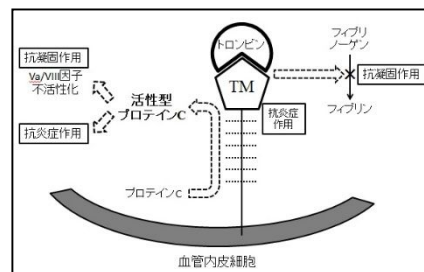 抗凝固作用
Va/VIII因子
不活性化
抗炎症作用
活性型
プロテインC
プロテインC
トロンビン
TM
抗炎症
作用
フィブリ
ノーゲン
抗凝固作用
フィブリン
血管内皮細胞